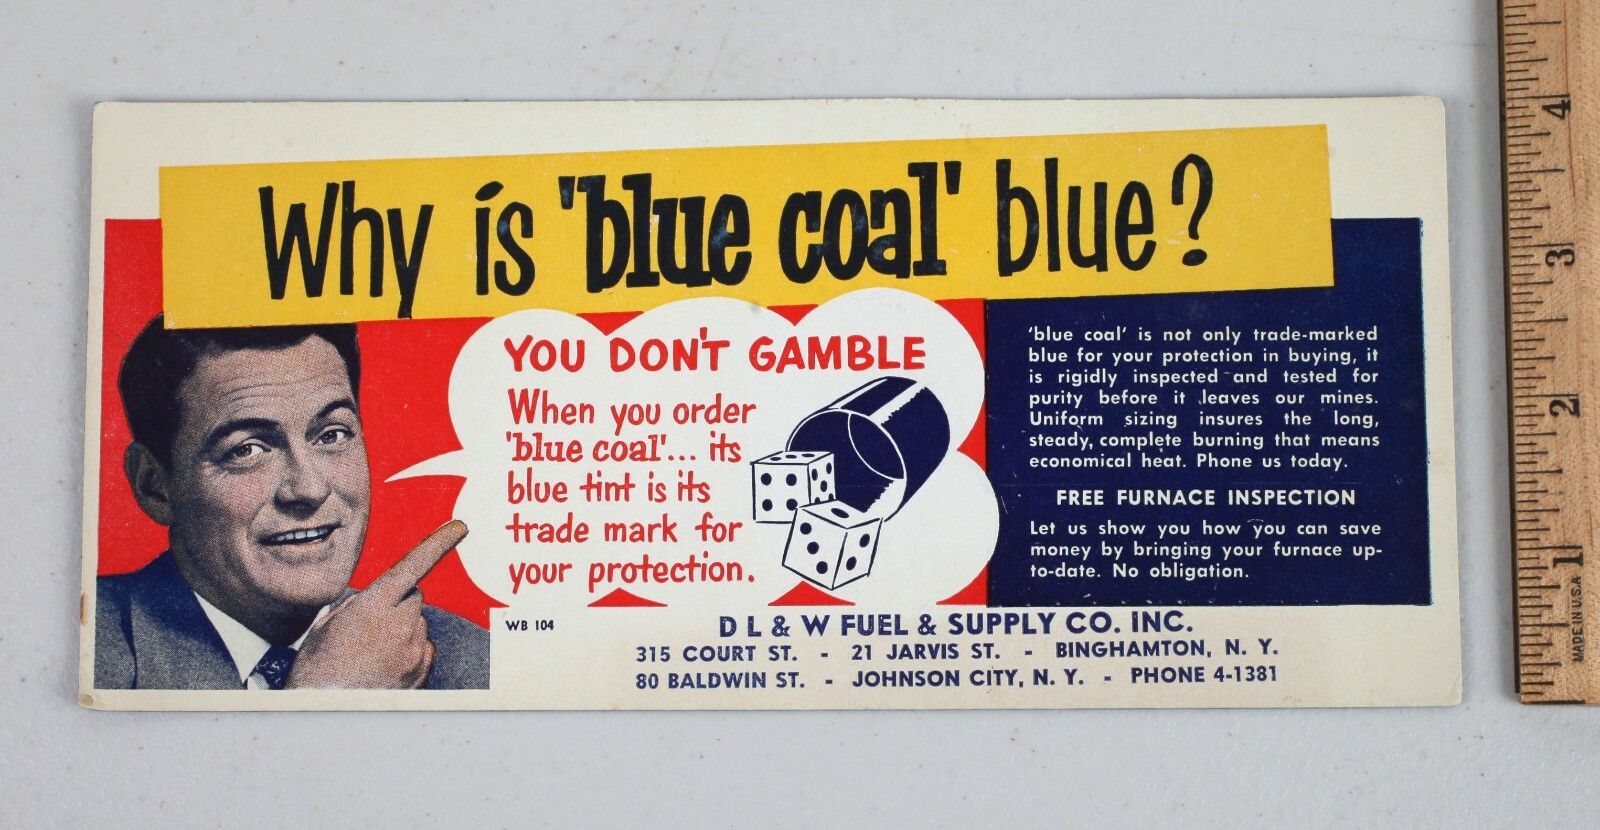 Why is 'blue coal' blue?
YOU DON'T GAMBLE
When you order
'blue coal'... its
blue tint is its
trade mark for
your protection.
'blue coal' is not only trade-marked
blue for your protection in buying, it
is rigidly inspected and tested for
purity before it leaves our mines.
Uniform sizing insures the long,
steady, complete burning that means
economical heat. Phone us today.
FREE FURNACE INSPECTION
Let us show you how you can save
money by bringing your furnace up-
to-date. No obligation.
WB 104
D L & W FUEL & SUPPLY CO. INC.
315 COURT ST. - 21 JARVIS ST. - BINGHAMTON, N. Y.
80 BALDWIN ST. - JOHNSON CITY, N. Y. - PHONE 4-1381
4
3
2
1
MADE IN U.S.A